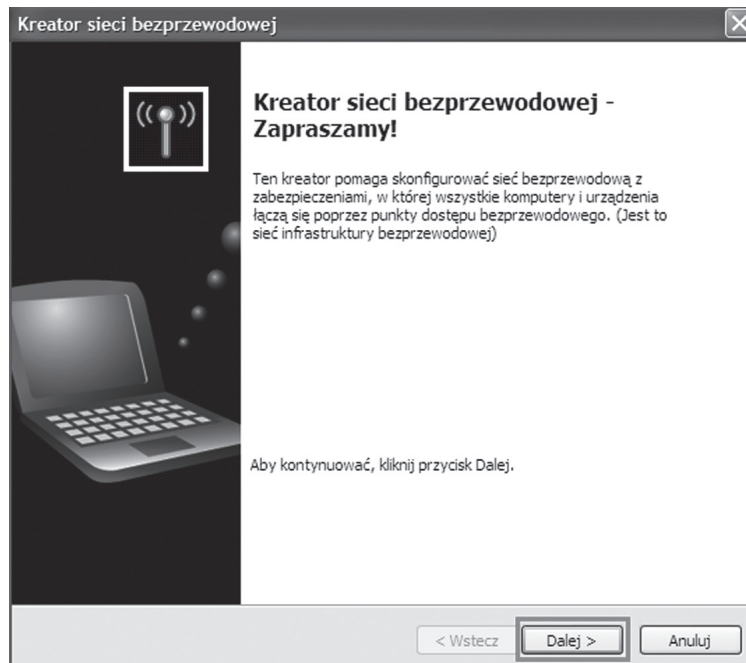 Kreator sieci bezprzewodowej
Kreator sieci bezprzewodowej -
Zapraszamy!
Ten kreator pomaga skonfigurować sieć bezprzewodową z
zabezpieczeniami, w której wszystkie komputery i urządzenia
łączą się poprzez punkty dostępu bezprzewodowego. (Jest to
sieć infrastruktury bezprzewodowej)
Aby kontynuować, kliknij przycisk Dalej.
< Wstecz
Dalej >
Anuluj